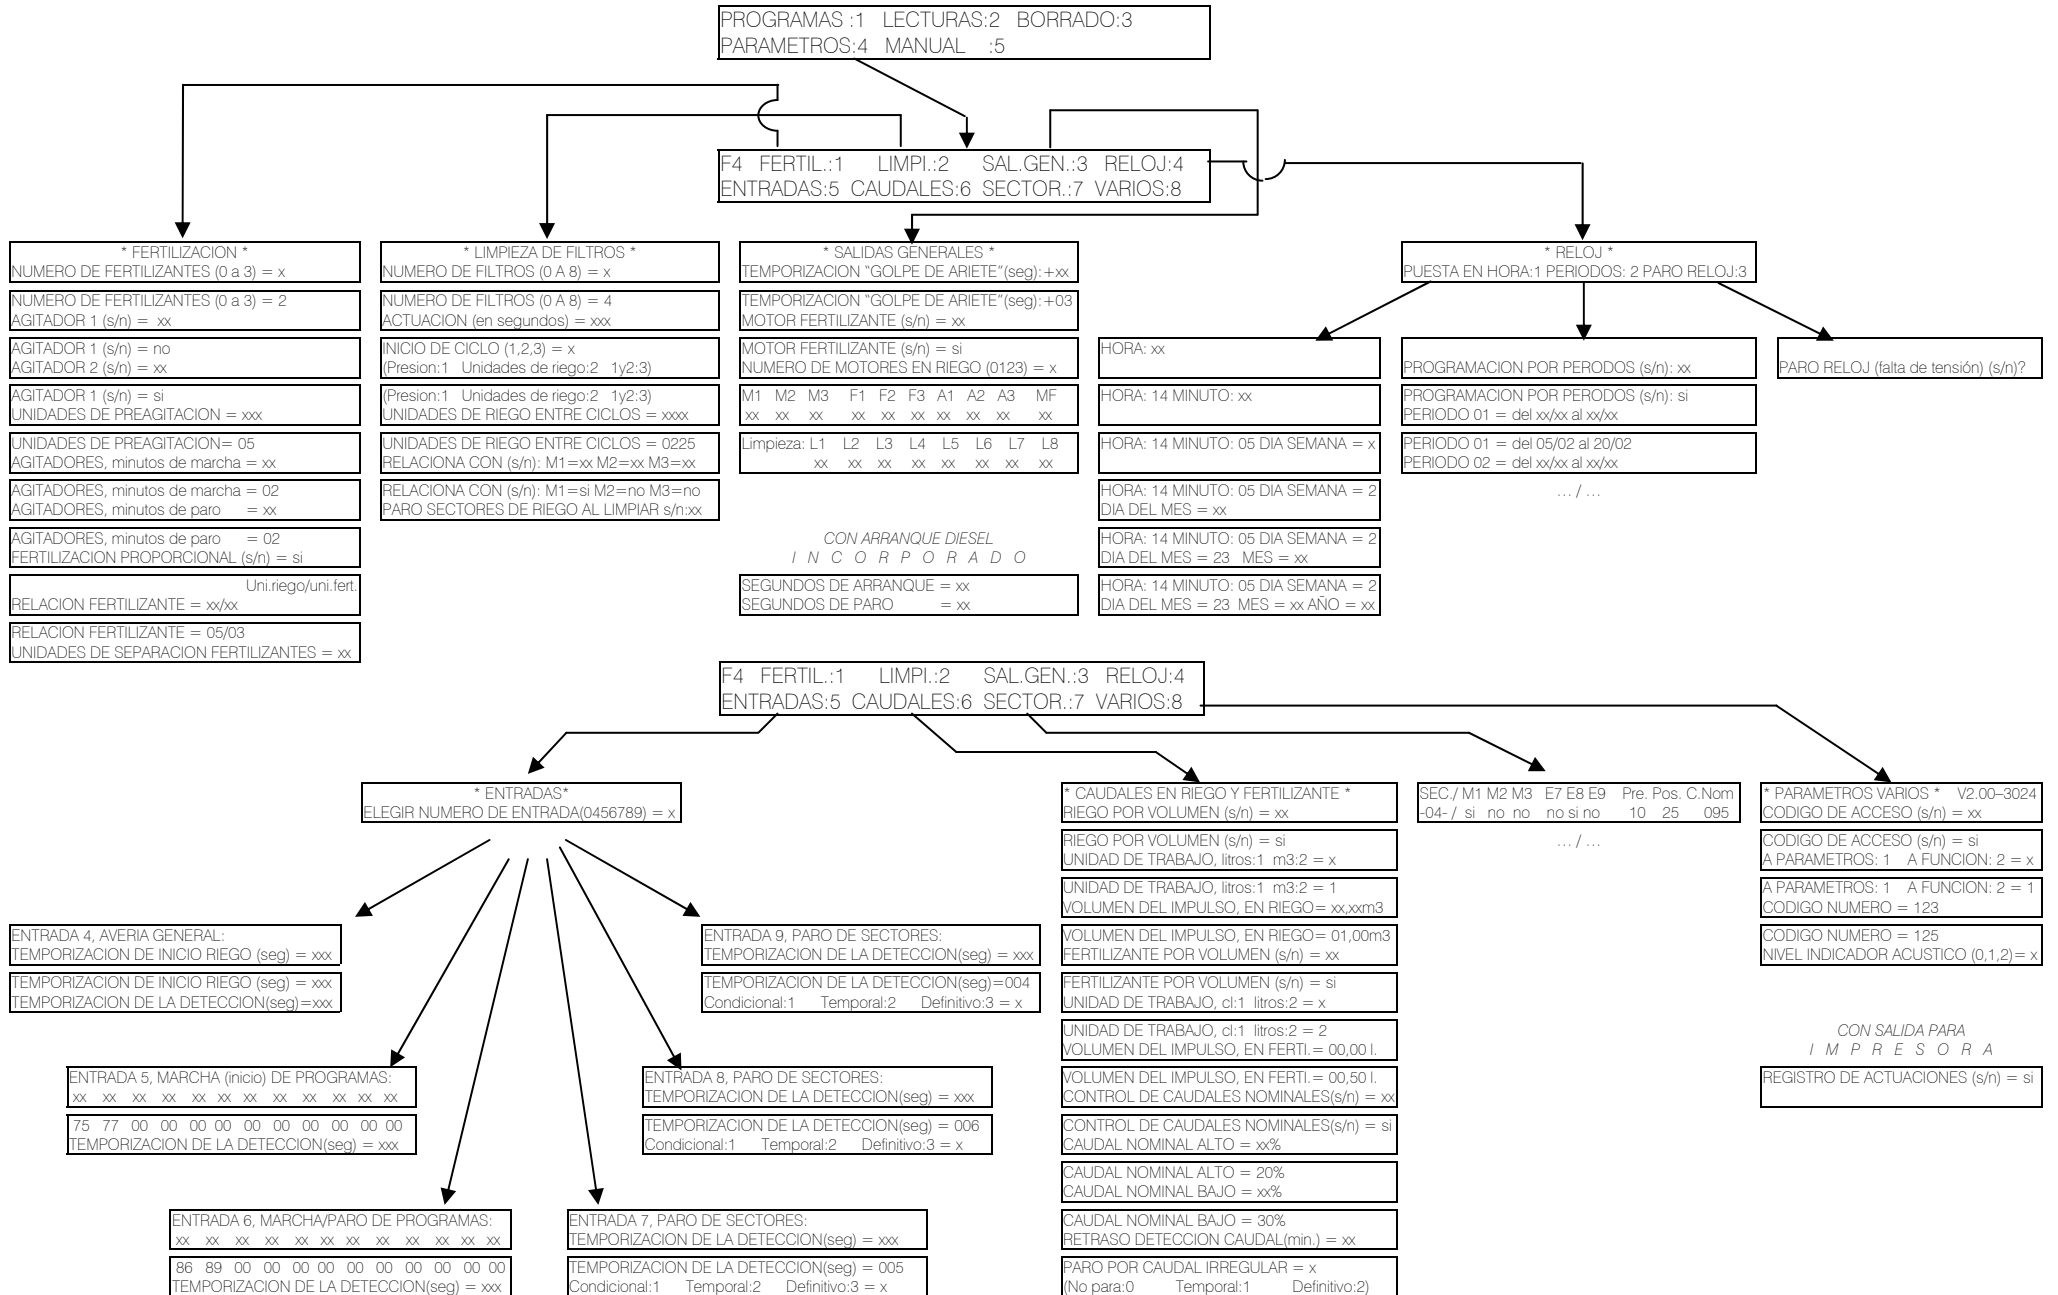 PROGRAMAS :1 LECTURAS:2 BORRADO:3
PARAMETROS:4 MANUAL :5
F4 FERTIL.:1 LIMPI.:2 SAL.GEN.:3 RELOJ:4
ENTRADAS:5 CAUDALES:6 SECTOR.:7 VARIOS:8
* FERTILIZACION *
NUMERO DE FERTILIZANTES (0 a 3) = x
NUMERO DE FERTILIZANTES (0 a 3) = 2
AGITADOR 1 (s/n) = xx
AGITADOR 1 (s/n) = no
AGITADOR 2 (s/n) = xx
AGITADOR 1 (s/n) = si
UNIDADES DE PREAGITACION = xxx
UNIDADES DE PREAGITACION= 05
AGITADORES, minutos de marcha = xx
AGITADORES, minutos de marcha = 02
AGITADORES, minutos de paro = xx
AGITADORES, minutos de paro = 02
FERTILIZACION PROPORCIONAL (s/n) = si
Uni.riego/uni.fert.
RELACION FERTILIZANTE = xx/xx
RELACION FERTILIZANTE = 05/03
UNIDADES DE SEPARACION FERTILIZANTES = xx
* LIMPIEZA DE FILTROS *
NUMERO DE FILTROS (0 A 8) = x
NUMERO DE FILTROS (0 A 8) = 4
ACTUACION (en segundos) = xxx
INICIO DE CICLO (1,2,3) = x
(Presion:1 Unidades de riego:2 1y2:3)
(Presion:1 Unidades de riego:2 1y2:3)
UNIDADES DE RIEGO ENTRE CICLOS = xxxx
UNIDADES DE RIEGO ENTRE CICLOS = 0225
RELACIONA CON (s/n): M1=xx M2=xx M3=xx
RELACIONA CON (s/n): M1=si M2=no M3=no
PARO SECTORES DE RIEGO AL LIMPIAR s/n:xx
* SALIDAS GENERALES *
TEMPORIZACION "GOLPE DE ARIETE"(seg):+xx
TEMPORIZACION "GOLPE DE ARIETE"(seg):+03
MOTOR FERTILIZANTE (s/n) = xx
MOTOR FERTILIZANTE (s/n) = si
NUMERO DE MOTORES EN RIEGO (0123) = x
M1 M2 M3 F1 F2 F3 A1 A2 A3 MF
xx xx xx xx xx xx xx xx xx xx
Limpieza: L1 L2 L3 L4 L5 L6 L7 L8
xx xx xx xx xx xx xx xx
CON ARRANQUE DIESEL
I N C O R P O R A D O
SEGUNDOS DE ARRANQUE = xx
SEGUNDOS DE PARO = xx
* RELOJ *
PUESTA EN HORA:1 PERIODOS: 2 PARO RELOJ:3
HORA: xx
HORA: 14 MINUTO: xx
HORA: 14 MINUTO: 05 DIA SEMANA = x
HORA: 14 MINUTO: 05 DIA SEMANA = 2
DIA DEL MES = xx
HORA: 14 MINUTO: 05 DIA SEMANA = 2
DIA DEL MES = 23 MES = xx
HORA: 14 MINUTO: 05 DIA SEMANA = 2
DIA DEL MES = 23 MES = xx AÑO = xx
PROGRAMACION POR PERODOS (s/n): xx
PROGRAMACION POR PERODOS (s/n): si
PERIODO 01 = del xx/xx al xx/xx
PERIODO 01 = del 05/02 al 20/02
PERIODO 02 = del xx/xx al xx/xx
... / ...
PARO RELOJ (falta de tensión) (s/n)?
F4 FERTIL.:1 LIMPI.:2 SAL.GEN.:3 RELOJ:4
ENTRADAS:5 CAUDALES:6 SECTOR.:7 VARIOS:8
* ENTRADAS*
ELEGIR NUMERO DE ENTRADA(0456789) = x
ENTRADA 4, AVERIA GENERAL:
TEMPORIZACION DE INICIO RIEGO (seg) = xxx
TEMPORIZACION DE INICIO RIEGO (seg) = xxx
TEMPORIZACION DE LA DETECCION(seg)=xxx
ENTRADA 5, MARCHA (inicio) DE PROGRAMAS:
xx xx xx xx xx xx xx xx xx xx xx xx
75 77 00 00 00 00 00 00 00 00 00 00
TEMPORIZACION DE LA DETECCION(seg) = xxx
ENTRADA 6, MARCHA/PARO DE PROGRAMAS:
xx xx xx xx xx xx xx xx xx xx xx xx
86 89 00 00 00 00 00 00 00 00 00 00
TEMPORIZACION DE LA DETECCION(seg) = xxx
ENTRADA 7, PARO DE SECTORES:
TEMPORIZACION DE LA DETECCION(seg) = xxx
TEMPORIZACION DE LA DETECCION(seg) = 005
Condicional:1 Temporal:2 Definitivo:3 = x
ENTRADA 8, PARO DE SECTORES:
TEMPORIZACION DE LA DETECCION(seg) = xxx
TEMPORIZACION DE LA DETECCION(seg) = 006
Condicional:1 Temporal:2 Definitivo:3 = x
ENTRADA 9, PARO DE SECTORES:
TEMPORIZACION DE LA DETECCION(seg) = xxx
TEMPORIZACION DE LA DETECCION(seg)=004
Condicional:1 Temporal:2 Definitivo:3 = x
* CAUDALES EN RIEGO Y FERTILIZANTE *
RIEGO POR VOLUMEN (s/n) = xx
RIEGO POR VOLUMEN (s/n) = si
UNIDAD DE TRABAJO, litros:1 m3:2 = x
UNIDAD DE TRABAJO, litros:1 m3:2 = 1
VOLUMEN DEL IMPULSO, EN RIEGO= xx,xxm3
VOLUMEN DEL IMPULSO, EN RIEGO= 01,00m3
FERTILIZANTE POR VOLUMEN (s/n) = xx
FERTILIZANTE POR VOLUMEN (s/n) = si
UNIDAD DE TRABAJO, cl:1 litros:2 = x
UNIDAD DE TRABAJO, cl:1 litros:2 = 2
VOLUMEN DEL IMPULSO, EN FERTI.= 00,00 l.
VOLUMEN DEL IMPULSO, EN FERTI.= 00,50 l.
CONTROL DE CAUDALES NOMINALES(s/n) = xx
CONTROL DE CAUDALES NOMINALES(s/n) = si
CAUDAL NOMINAL ALTO = xx%
CAUDAL NOMINAL ALTO = 20%
CAUDAL NOMINAL BAJO = xx%
CAUDAL NOMINAL BAJO = 30%
RETRASO DETECCION CAUDAL(min.) = xx
PARO POR CAUDAL IRREGULAR = x
(No para:0 Temporal:1 Definitivo:2)
SEC./ M1 M2 M3 E7 E8 E9 Pre. Pos. C.Nom
-04- / si no no no si no 10 25 095
... / ...
* PARAMETROS VARIOS * V2.00–3024
CODIGO DE ACCESO (s/n) = xx
CODIGO DE ACCESO (s/n) = si
A PARAMETROS: 1 A FUNCION: 2 = x
A PARAMETROS: 1 A FUNCION: 2 = 1
CODIGO NUMERO = 123
CODIGO NUMERO = 125
NIVEL INDICADOR ACUSTICO (0,1,2)= x
CON SALIDA PARA
I M P R E S O R A
REGISTRO DE ACTUACIONES (s/n) = si